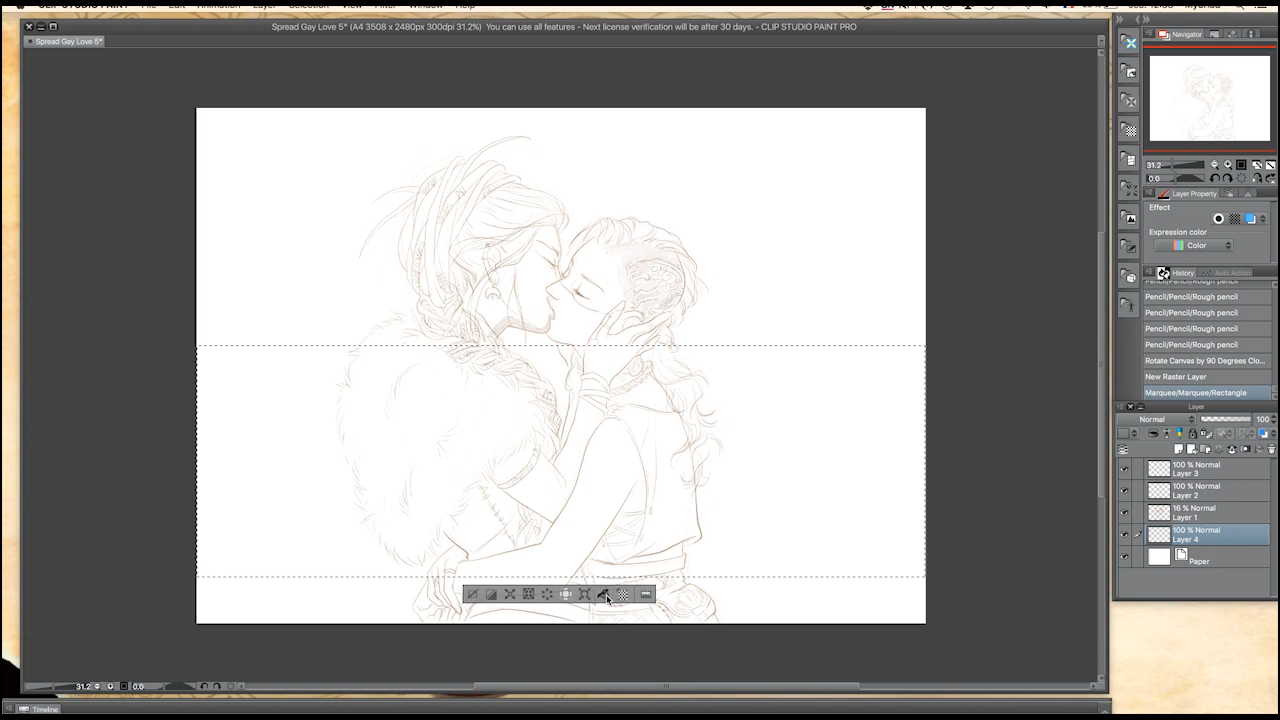 Spread Gay Love 5* (A4 3508 x 2480px 300dpi 31.2%) You can use all features - Next license verification will be after 30 days. - CLIP STUDIO PAINT PRO
Spread Gay Love 5*
Navigator
31.2
0.0
Layer Property
Effect
Expression color
Color
History
Auto Action
Pencil/Pencil/Rough pencil
Pencil/Pencil/Rough pencil
Pencil/Pencil/Rough pencil
Pencil/Pencil/Rough pencil
Rotate Canvas by 90 Degrees Clo...
New Raster Layer
Marquee/Marquee/Rectangle
Layer
Normal
100
100 % Normal
Layer 3
100 % Normal
Layer 2
16 % Normal
Layer 1
100 % Normal
Layer 4
Paper
31.2
0.0
Timeline